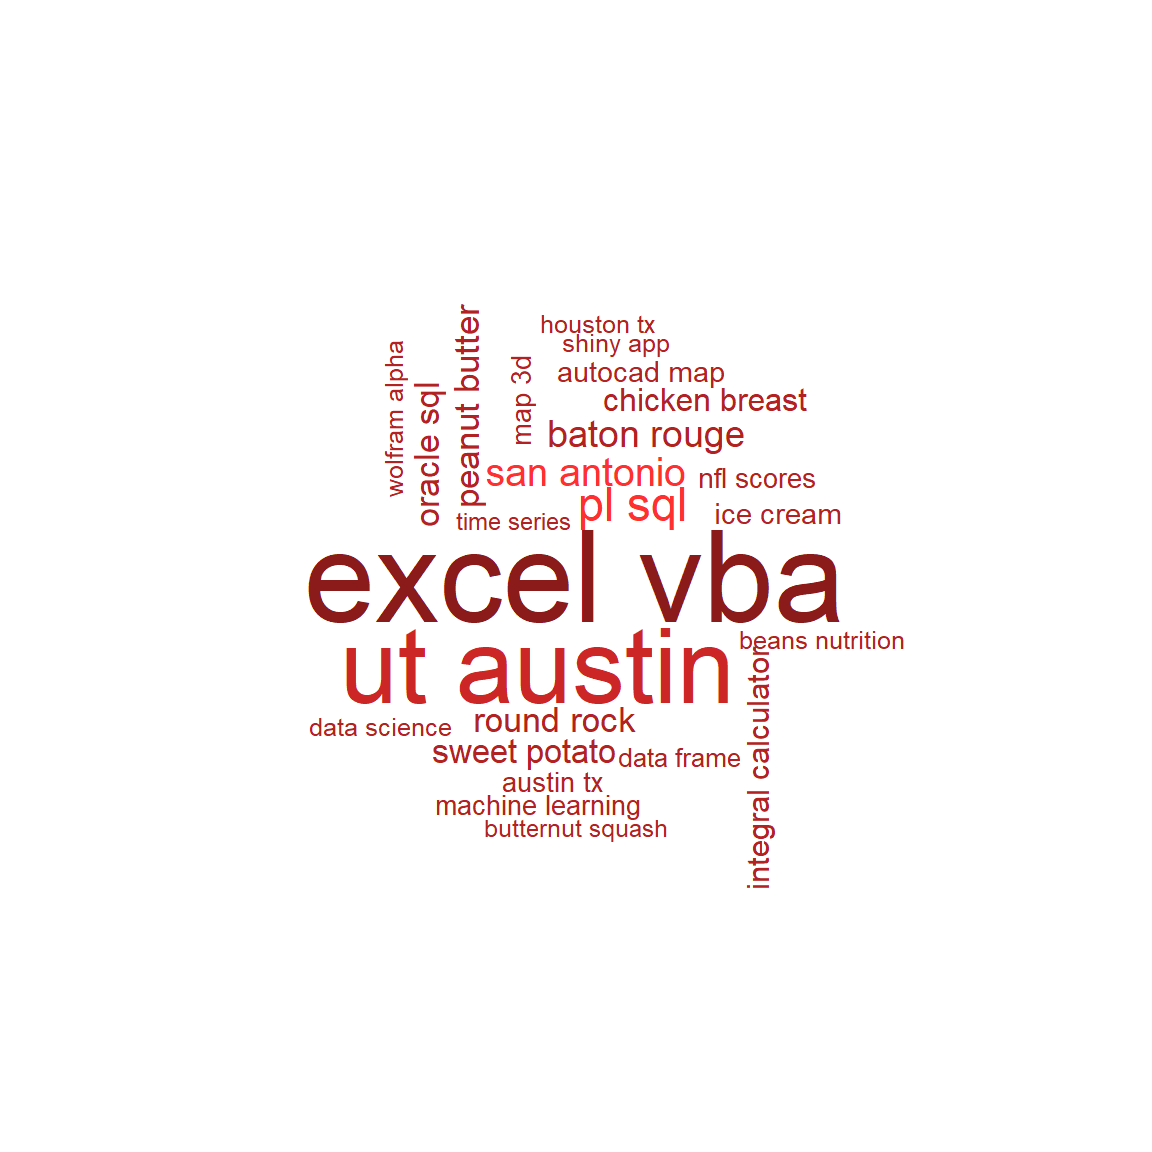 houston tx
shiny app
wolfram alpha
oracle sql
peanut butter
map 3d
autocad map
chicken breast
baton rouge
san antonio
nfl scores
pl sql
ice cream
time series
excel vba
ut austin
beans nutrition
integral calculator
data science
round rock
sweet potato
data frame
austin tx
machine learning
butternut squash